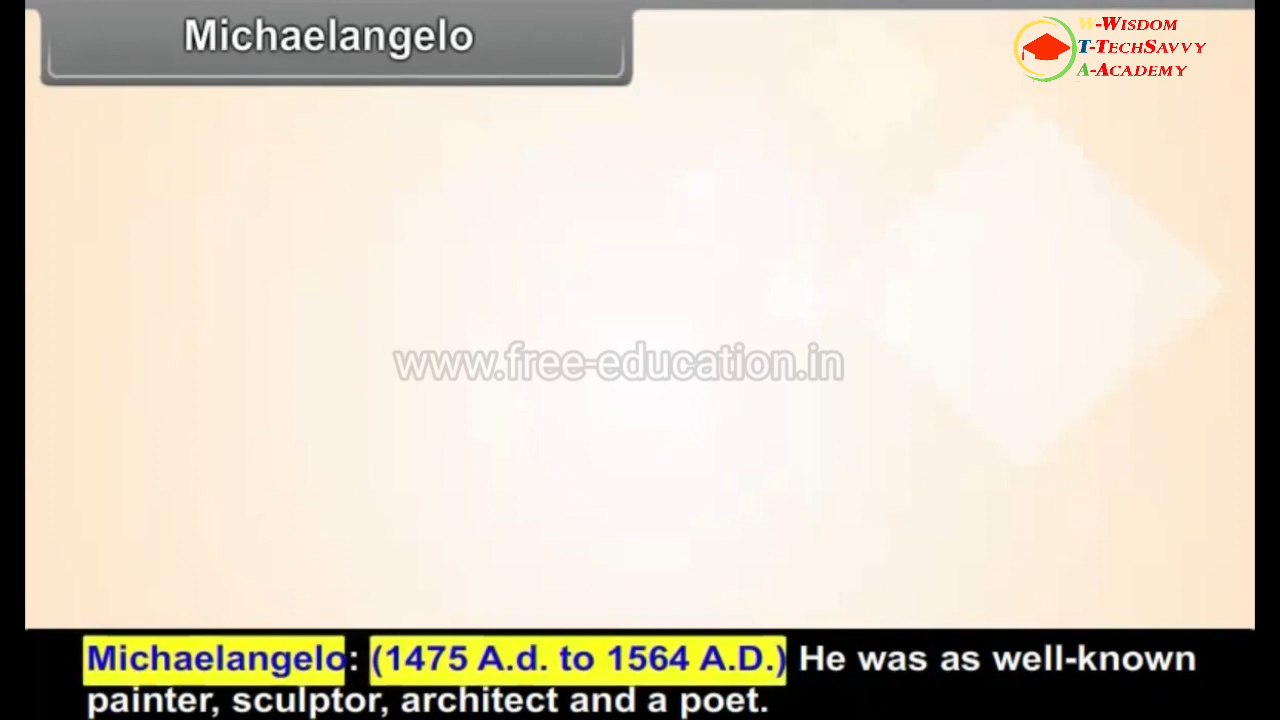 Michaelangelo
W-Wisdom
T-TechSavvy
A-Academy
www.free-education.in
Michaelangelo: (1475 A.d. to 1564 A.D.) He was as well-known
painter, sculptor, architect and a poet.